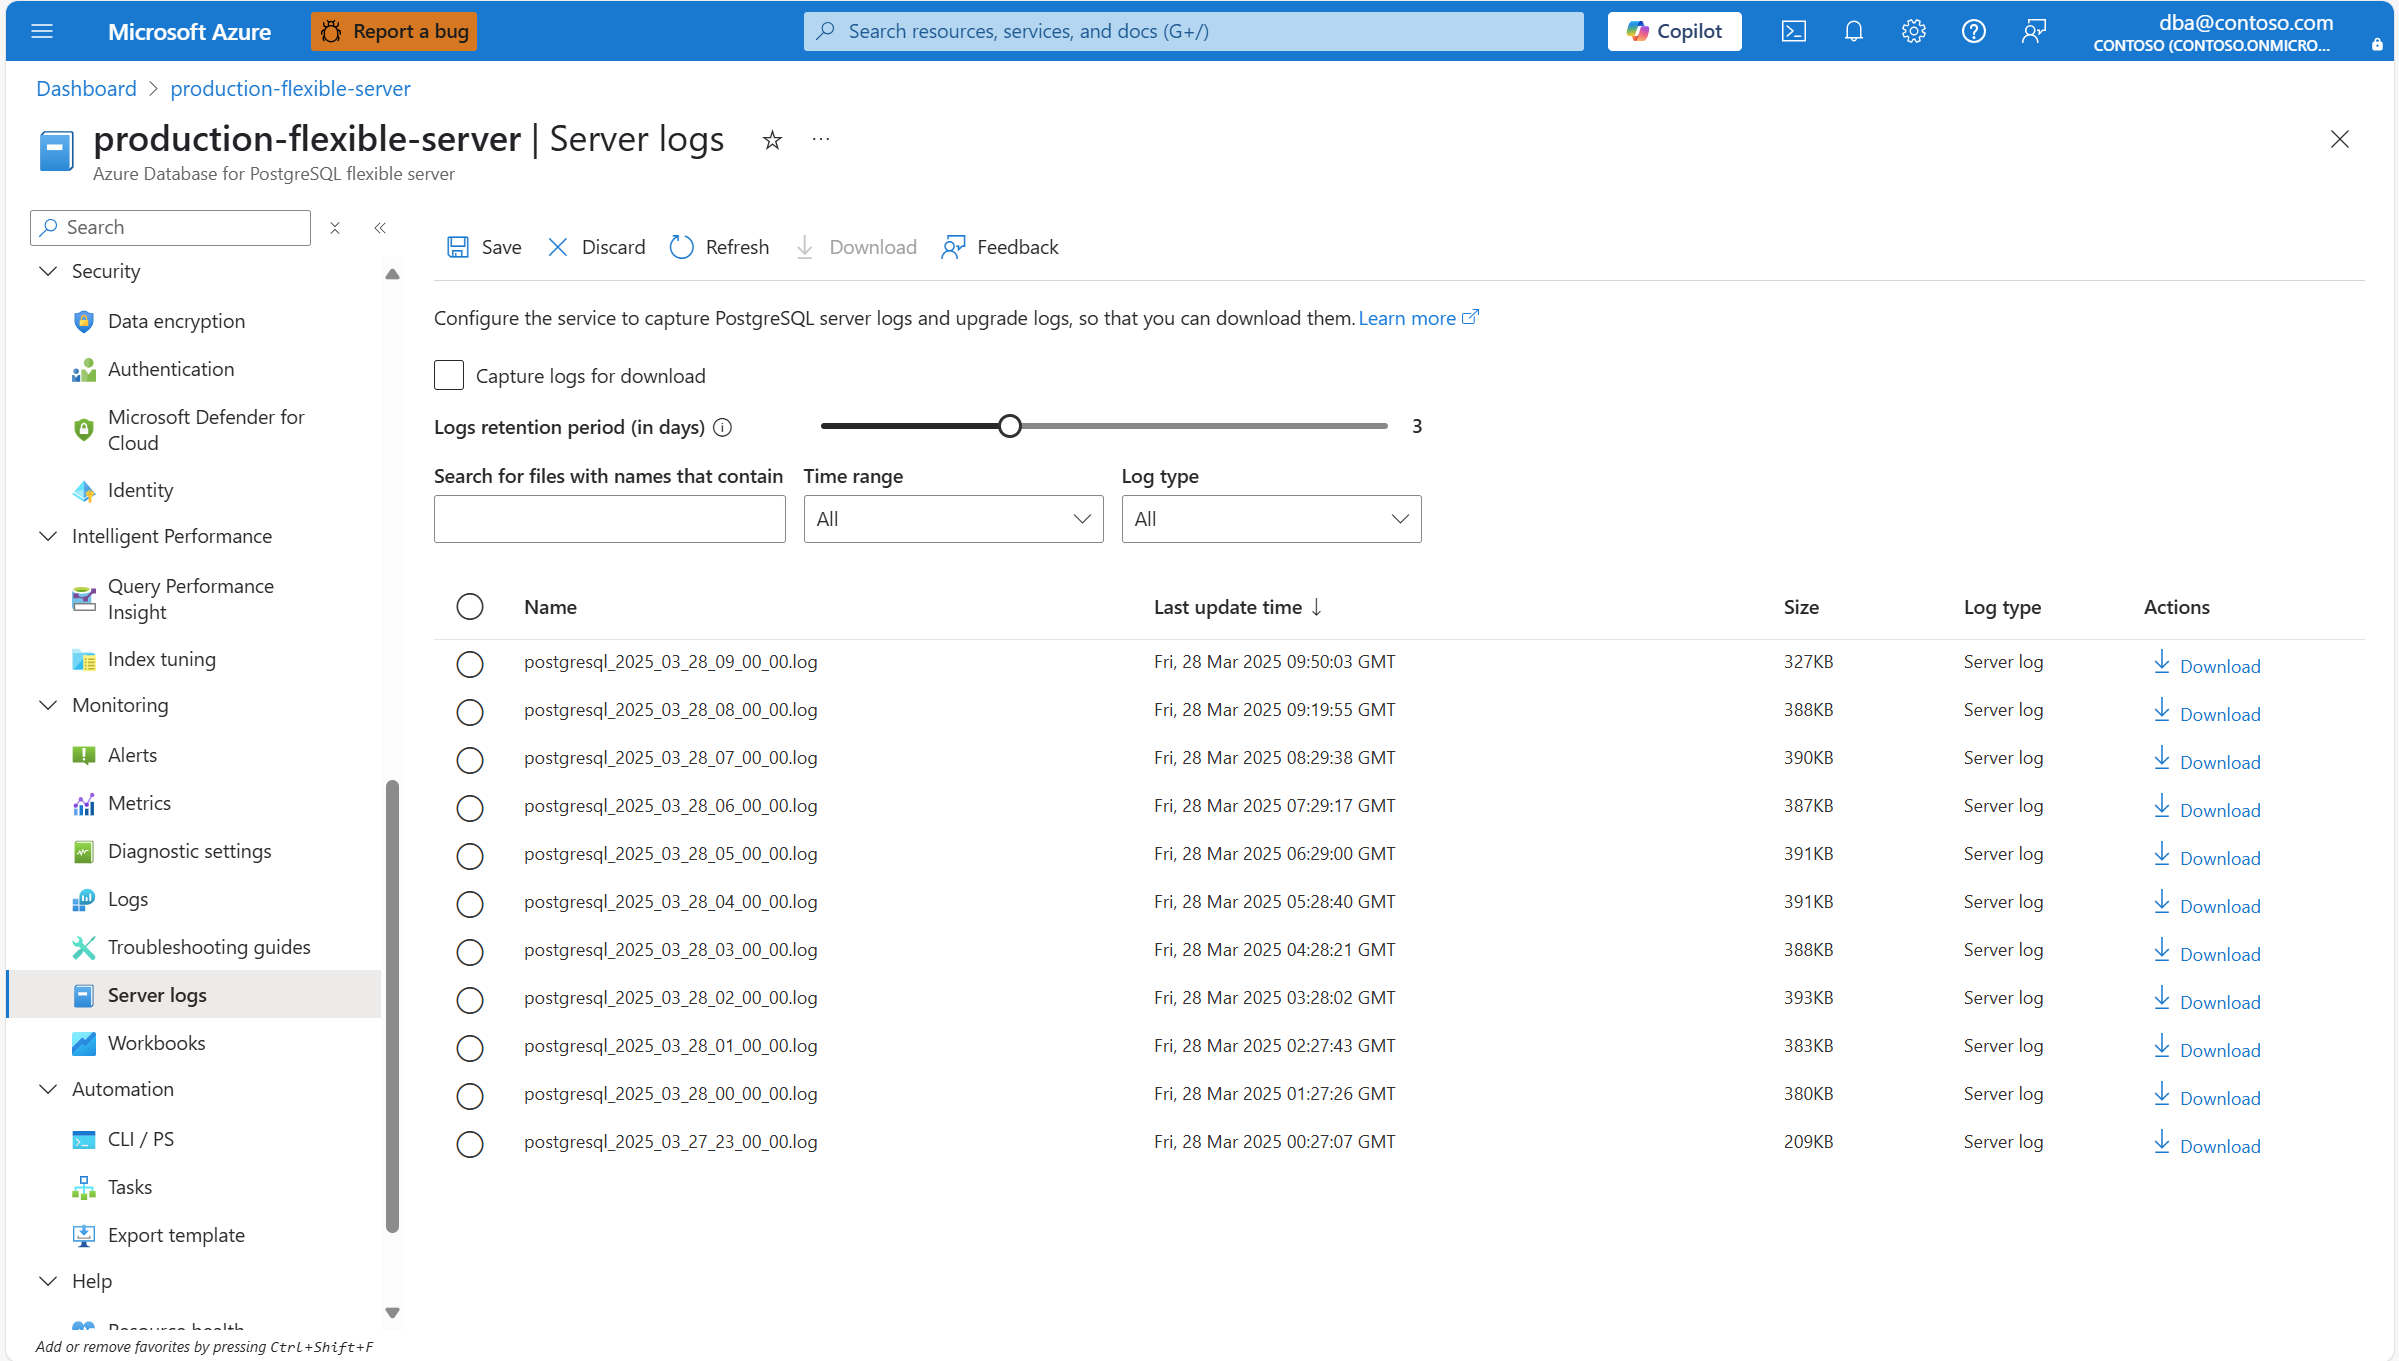 Microsoft Azure
Report a bug
Search resources, services, and docs (G+/)
Copilot
dba@contoso.com
CONTOSO (CONTOSO.ONMICRO...
Dashboard > production-flexible-server
production-flexible-server | Server logs
Azure Database for PostgreSQL flexible server
Search
Security
Data encryption
Authentication
Microsoft Defender for
Cloud
Identity
Intelligent Performance
Query Performance
Insight
Index tuning
Monitoring
Alerts
Metrics
Diagnostic settings
Logs
Troubleshooting guides
Server logs
Workbooks
Automation
CLI / PS
Tasks
Export template
Help
Resource health
Add or remove favorites by pressing Ctrl+Shift+F
Save Discard Refresh Download Feedback
Configure the service to capture PostgreSQL server logs and upgrade logs, so that you can download them. Learn more
Capture logs for download
Logs retention period (in days) 3
Search for files with names that contain Time range Log type
All All
Name Last update time Size Log type Actions
postgresql_2025_03_28_09_00_00.log Fri, 28 Mar 2025 09:50:03 GMT 327KB Server log Download
postgresql_2025_03_28_08_00_00.log Fri, 28 Mar 2025 09:19:55 GMT 388KB Server log Download
postgresql_2025_03_28_07_00_00.log Fri, 28 Mar 2025 08:29:38 GMT 390KB Server log Download
postgresql_2025_03_28_06_00_00.log Fri, 28 Mar 2025 07:29:17 GMT 387KB Server log Download
postgresql_2025_03_28_05_00_00.log Fri, 28 Mar 2025 06:29:00 GMT 391KB Server log Download
postgresql_2025_03_28_04_00_00.log Fri, 28 Mar 2025 05:28:40 GMT 391KB Server log Download
postgresql_2025_03_28_03_00_00.log Fri, 28 Mar 2025 04:28:21 GMT 388KB Server log Download
postgresql_2025_03_28_02_00_00.log Fri, 28 Mar 2025 03:28:02 GMT 393KB Server log Download
postgresql_2025_03_28_01_00_00.log Fri, 28 Mar 2025 02:27:43 GMT 383KB Server log Download
postgresql_2025_03_28_00_00_00.log Fri, 28 Mar 2025 01:27:26 GMT 380KB Server log Download
postgresql_2025_03_27_23_00_00.log Fri, 28 Mar 2025 00:27:07 GMT 209KB Server log Download